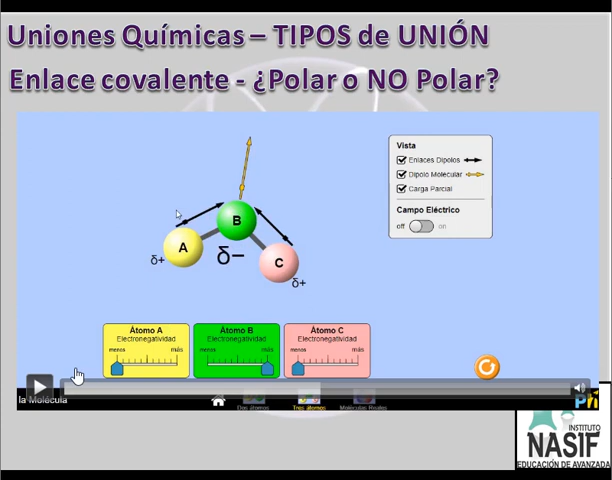 Uniones Químicas – TIPOS de UNIÓN
Enlace covalente - ¿Polar o NO Polar?
Vista
Enlaces Dipolos
Dipolo Molecular
Carga Parcial
Campo Eléctrico
off on
B
A
C
δ+
δ−
δ+
Átomo A
Electronegatividad
menos más
Átomo B
Electronegatividad
menos más
Átomo C
Electronegatividad
menos más
la Molécula
Dos átomos
Tres átomos
Moléculas Reales
INSTITUTO
NASIF
EDUCACIÓN DE AVANZADA